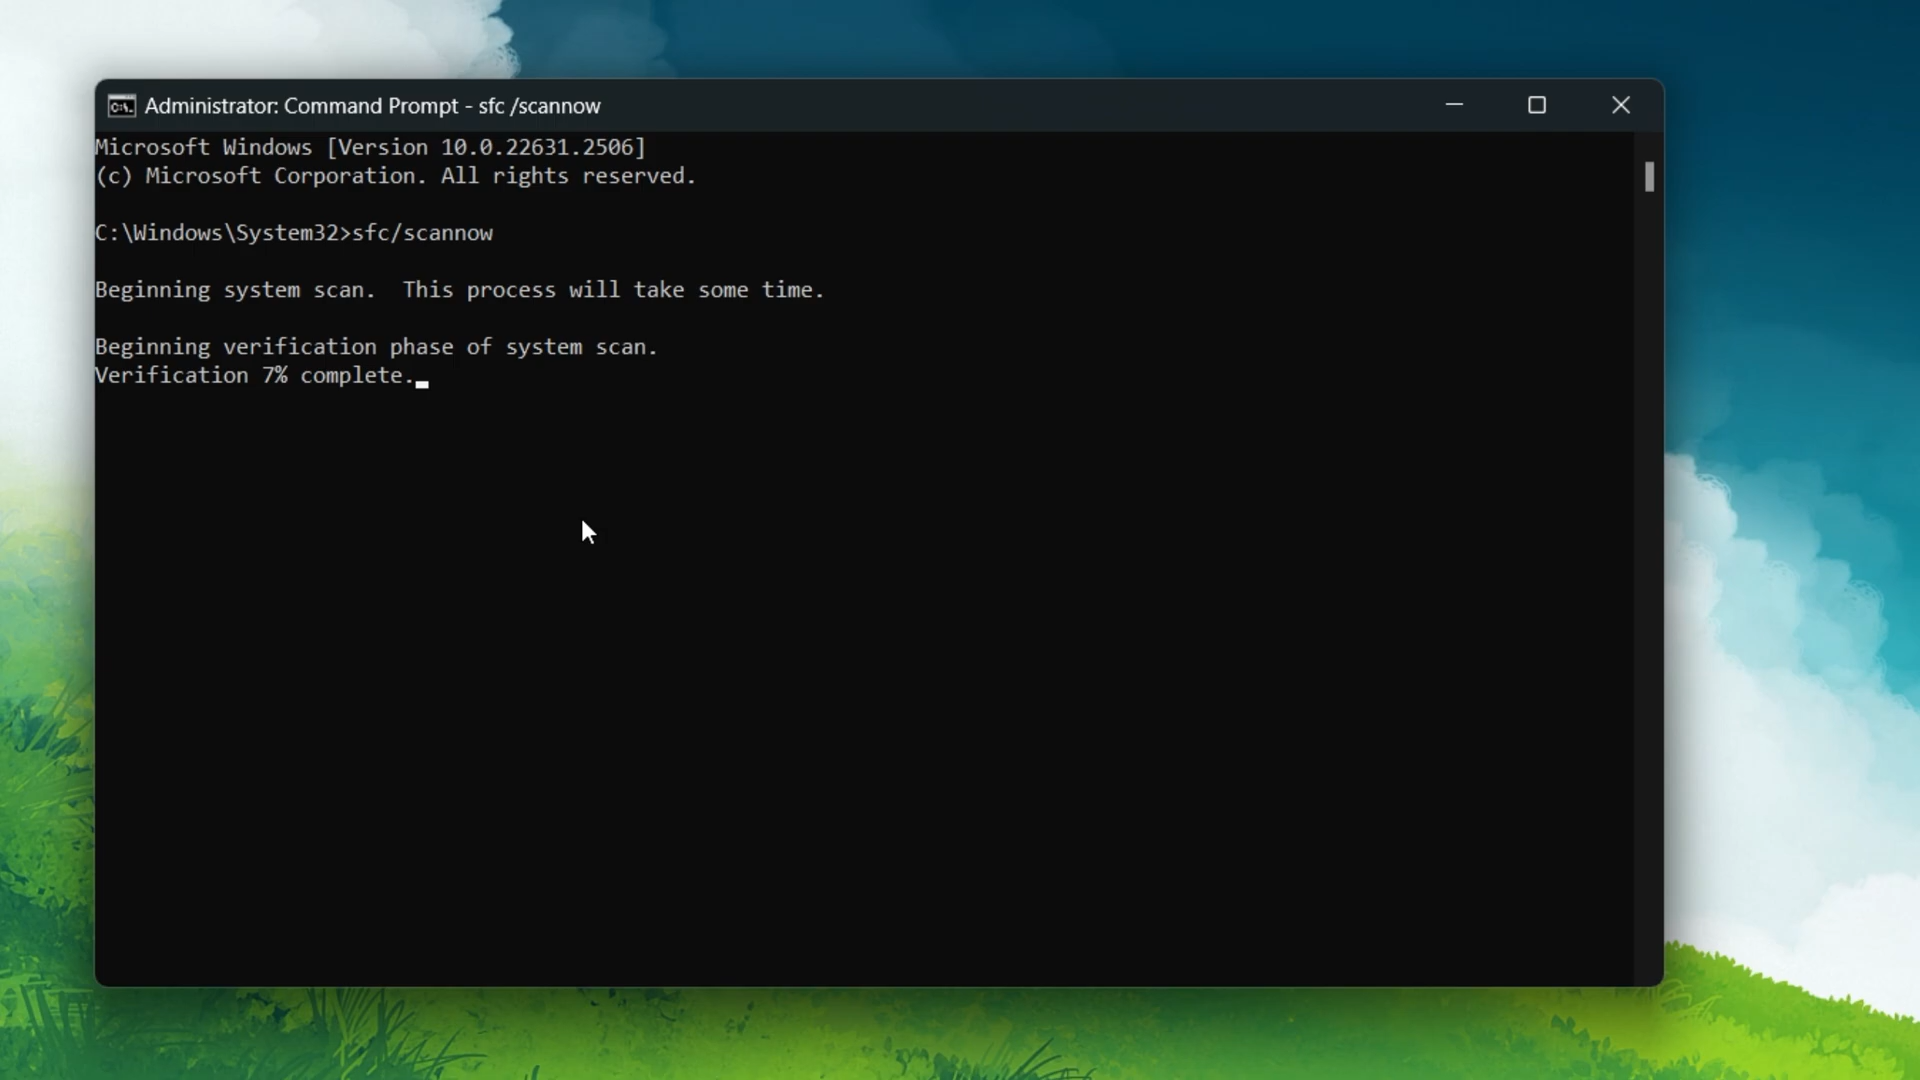 Administrator: Command Prompt - sfc /scannow
Microsoft Windows [Version 10.0.22631.2506]
(c) Microsoft Corporation. All rights reserved.
C:\Windows\System32>sfc/scannow
Beginning system scan.  This process will take some time.
Beginning verification phase of system scan.
Verification 7% complete.